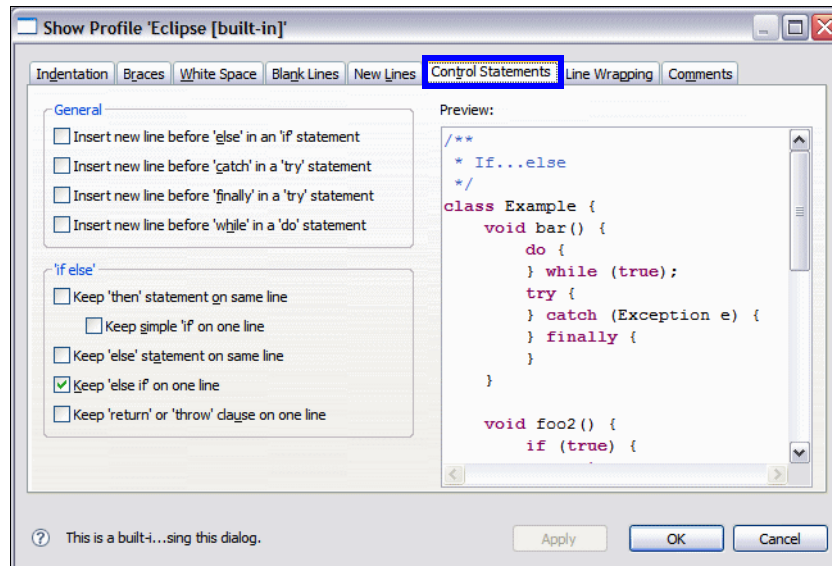 Show Profile 'Eclipse [built-in]'
Indentation Braces White Space Blank Lines New Lines Control Statements Line Wrapping Comments
General
Insert new line before 'else' in an 'if' statement
Insert new line before 'catch' in a 'try' statement
Insert new line before 'finally' in a 'try' statement
Insert new line before 'while' in a 'do' statement
'if else'
Keep 'then' statement on same line
Keep simple 'if' on one line
Keep 'else' statement on same line
Keep 'else if' on one line
Keep 'return' or 'throw' clause on one line
Preview:
/**
 * If...else
 */
class Example {
    void bar() {
        do {
        } while (true);
        try {
        } catch (Exception e) {
        } finally {
        }
    }

    void foo2() {
        if (true) {
? This is a built-i...sing this dialog.
Apply OK Cancel